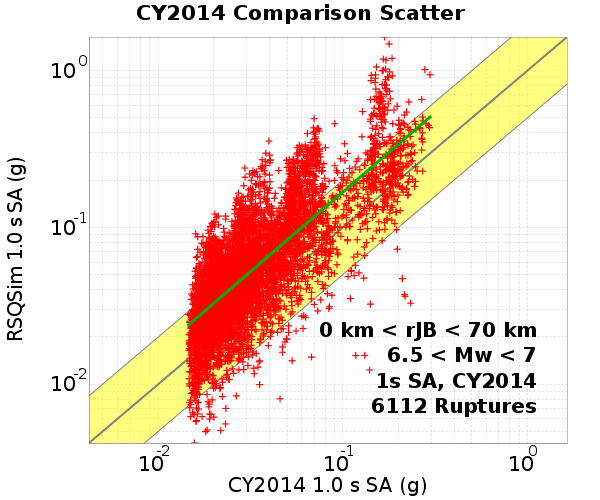 CY2014 Comparison Scatter
RSQSim 1.0 s SA (g)
10^0
10^-1
10^-2
0 km < rJB < 70 km
6.5 < Mw < 7
1s SA, CY2014
6112 Ruptures
10^-2 10^-1 10^0
CY2014 1.0 s SA (g)